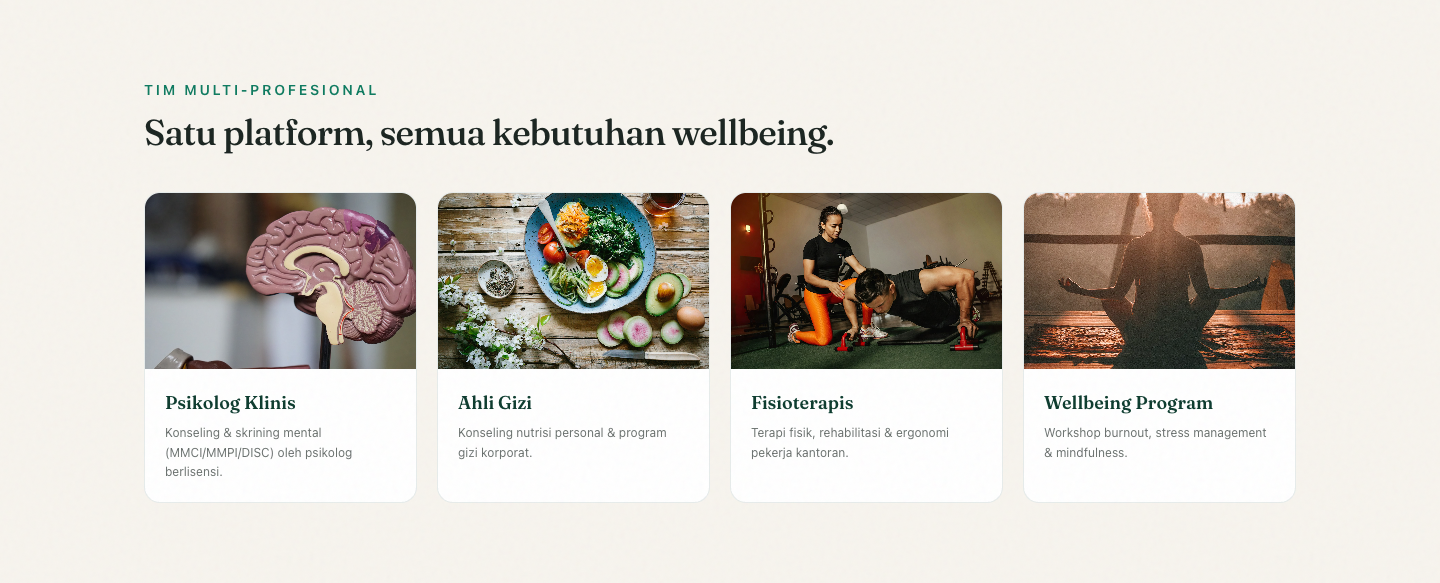 TIM MULTI-PROFESIONAL
Satu platform, semua kebutuhan wellbeing.
Psikolog Klinis
Konseling & skrining mental
(MMCI/MMPI/DISC) oleh psikolog
berlisensi.
Ahli Gizi
Konseling nutrisi personal & program
gizi korporat.
Fisioterapis
Terapi fisik, rehabilitasi & ergonomi
pekerja kantoran.
Wellbeing Program
Workshop burnout, stress management
& mindfulness.